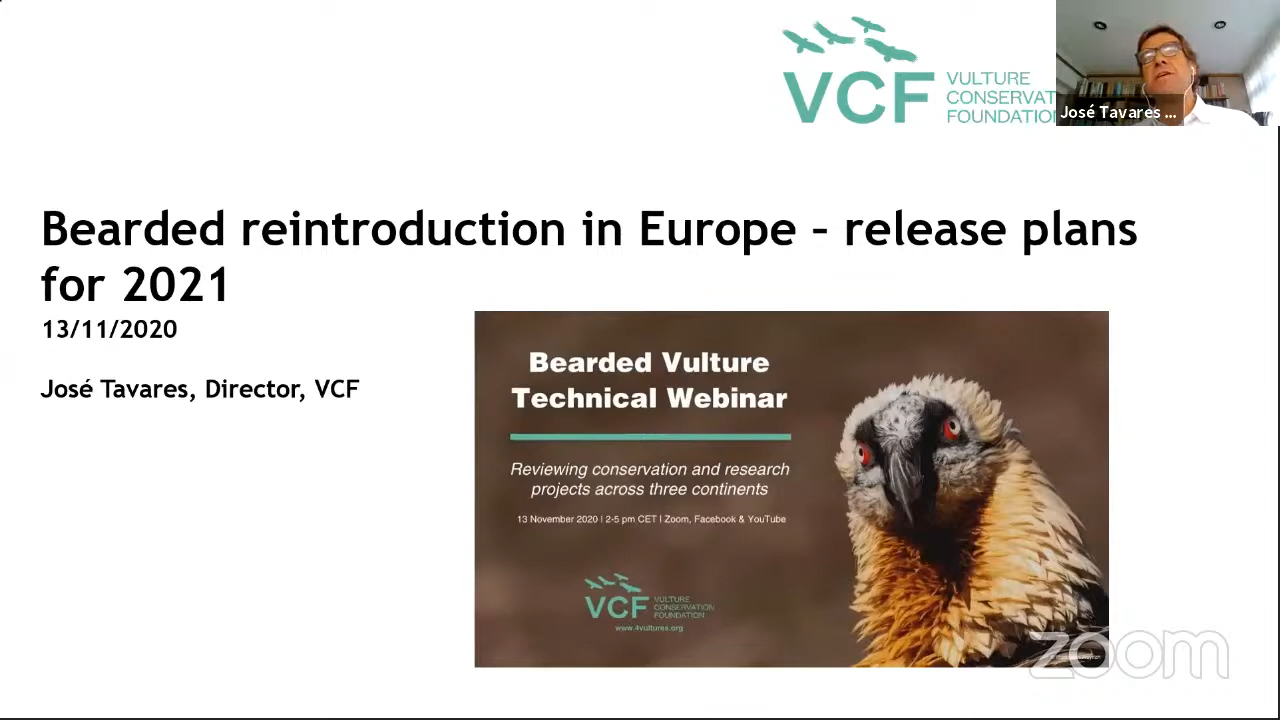 VCF
VULTURE
CONSERVAT
FOUNDATIO
José Tavares ...
Bearded reintroduction in Europe – release plans
for 2021
13/11/2020
José Tavares, Director, VCF
Bearded Vulture
Technical Webinar
Reviewing conservation and research
projects across three continents
13 November 2020 | 2-5 pm CET | Zoom, Facebook & YouTube
VCF
VULTURE
CONSERVATION
FOUNDATION
www.4vultures.org
zoom